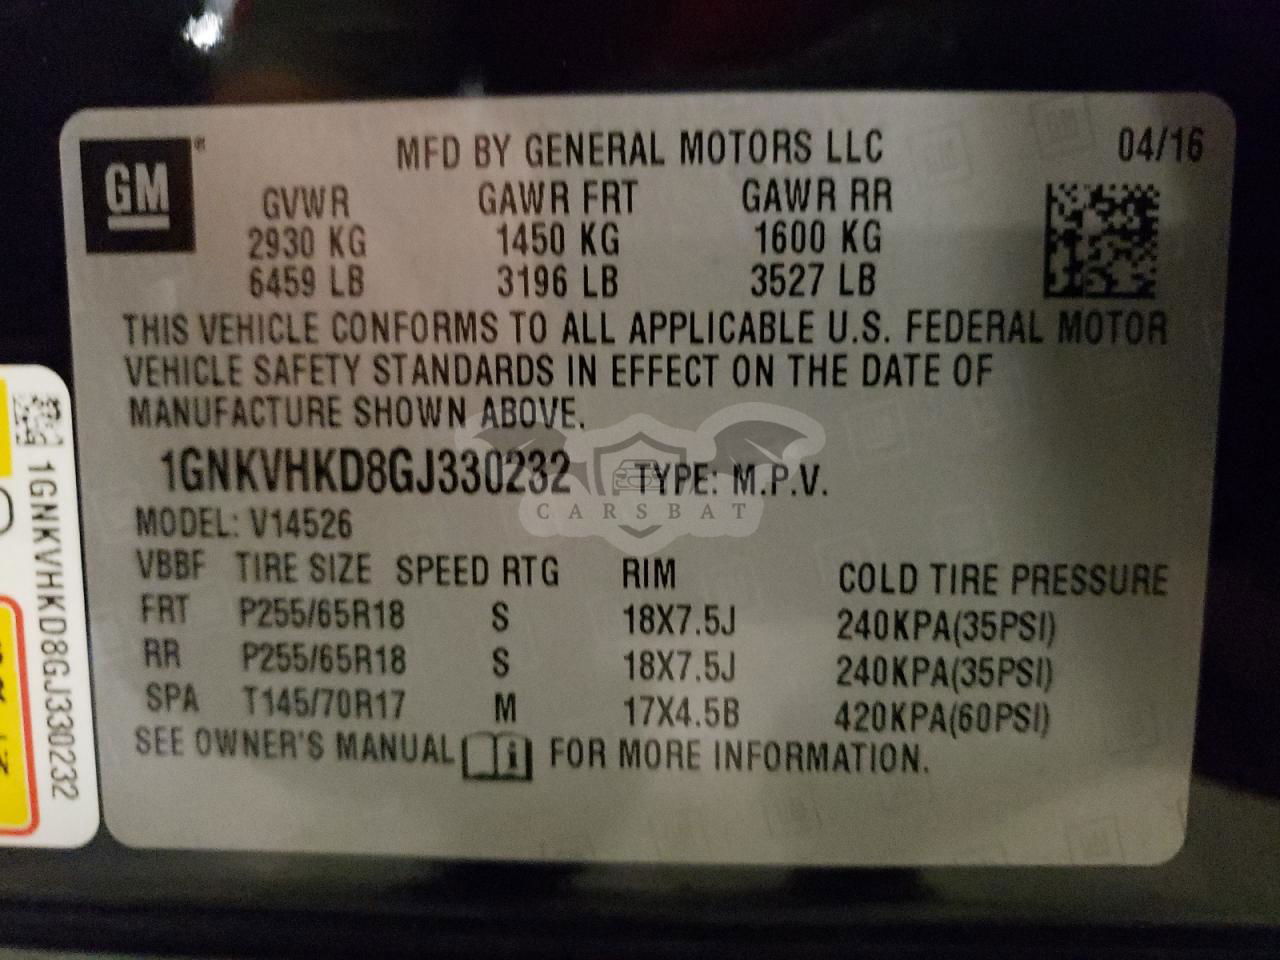 GM
MFD BY GENERAL MOTORS LLC 04/16
GVWR GAWR FRT GAWR RR
2930 KG 1450 KG 1600 KG
6459 LB 3196 LB 3527 LB
THIS VEHICLE CONFORMS TO ALL APPLICABLE U.S. FEDERAL MOTOR
VEHICLE SAFETY STANDARDS IN EFFECT ON THE DATE OF
MANUFACTURE SHOWN ABOVE.
1GNKVHKD8GJ330232 TYPE: M.P.V.
CARSBAT
MODEL: V14526
VBBF TIRE SIZE SPEED RTG RIM COLD TIRE PRESSURE
FRT P255/65R18 S 18X7.5J 240KPA(35PSI)
RR P255/65R18 S 18X7.5J 240KPA(35PSI)
SPA T145/70R17 M 17X4.5B 420KPA(60PSI)
SEE OWNER'S MANUAL i FOR MORE INFORMATION.
1GNKVHKD8GJ330232